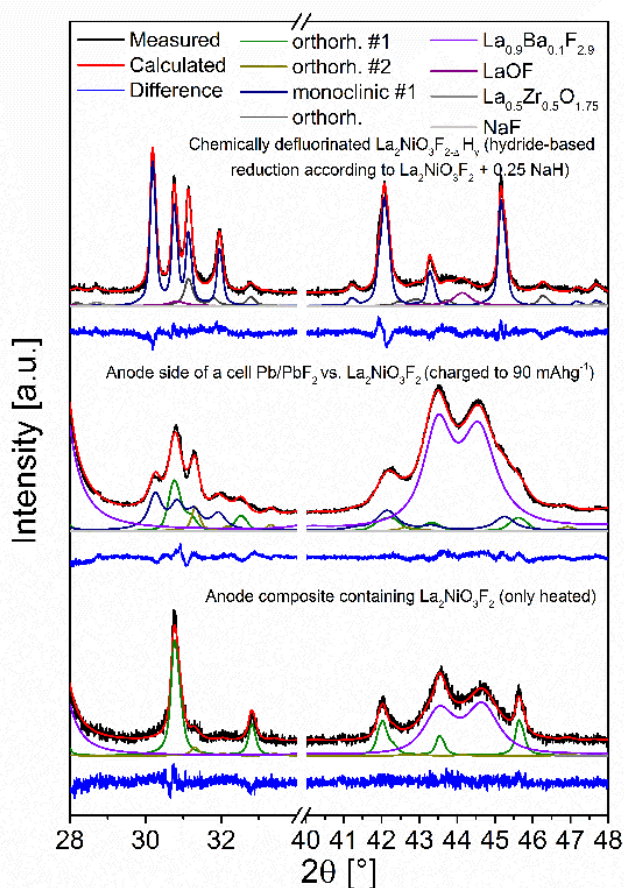 Measured
Calculated
Difference
orthorh. #1
orthorh. #2
monoclinic #1
orthorh.
La₀.₉Ba₀.₁F₂.₉
LaOF
La₀.₅Zr₀.₅O₁.₇₅
NaF
Chemically defluorinated La₂NiO₃F₂₋ₓHᵧ (hydride-based
reduction according to La₂NiO₃F₂ + 0.25 NaH)
Anode side of a cell Pb/PbF₂ vs. La₂NiO₃F₂ (charged to 90 mAhg⁻¹)
Anode composite containing La₂NiO₃F₂ (only heated)
Intensity [a.u.]
28 30 32 40 41 42 43 44 45 46 47 48
2θ [°]